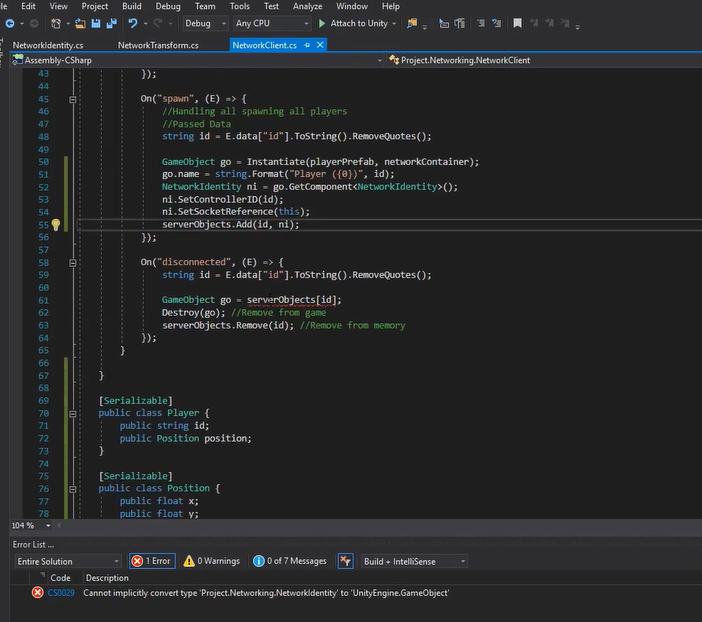 le Edit View Project Build Debug Team Tools Test Analyze Window Help
Debug Any CPU Attach to Unity
NetworkIdentity.cs NetworkTransform.cs NetworkClient.cs
Assembly-CSharp Project.Networking.NetworkClient
43 });
44
45 On("spawn", (E) => {
46 //Handling all spawning all players
47 //Passed Data
48 string id = E.data["id"].ToString().RemoveQuotes();
49
50 GameObject go = Instantiate(playerPrefab, networkContainer);
51 go.name = string.Format("Player ({0})", id);
52 NetworkIdentity ni = go.GetComponent<NetworkIdentity>();
53 ni.SetControllerID(id);
54 ni.SetSocketReference(this);
55 serverObjects.Add(id, ni);
56 });
57
58 On("disconnected", (E) => {
59 string id = E.data["id"].ToString().RemoveQuotes();
60
61 GameObject go = serverObjects[id];
62 Destroy(go); //Remove from game
63 serverObjects.Remove(id); //Remove from memory
64 });
65 }
66
67 }
68
69 [Serializable]
70 public class Player {
71 public string id;
72 public Position position;
73 }
74
75 [Serializable]
76 public class Position {
77 public float x;
78 public float y;
104 %
Error List ...
Entire Solution 1 Error 0 Warnings 0 of 7 Messages Build + IntelliSense
Code Description
CS0029 Cannot implicitly convert type 'Project.Networking.NetworkIdentity' to 'UnityEngine.GameObject'